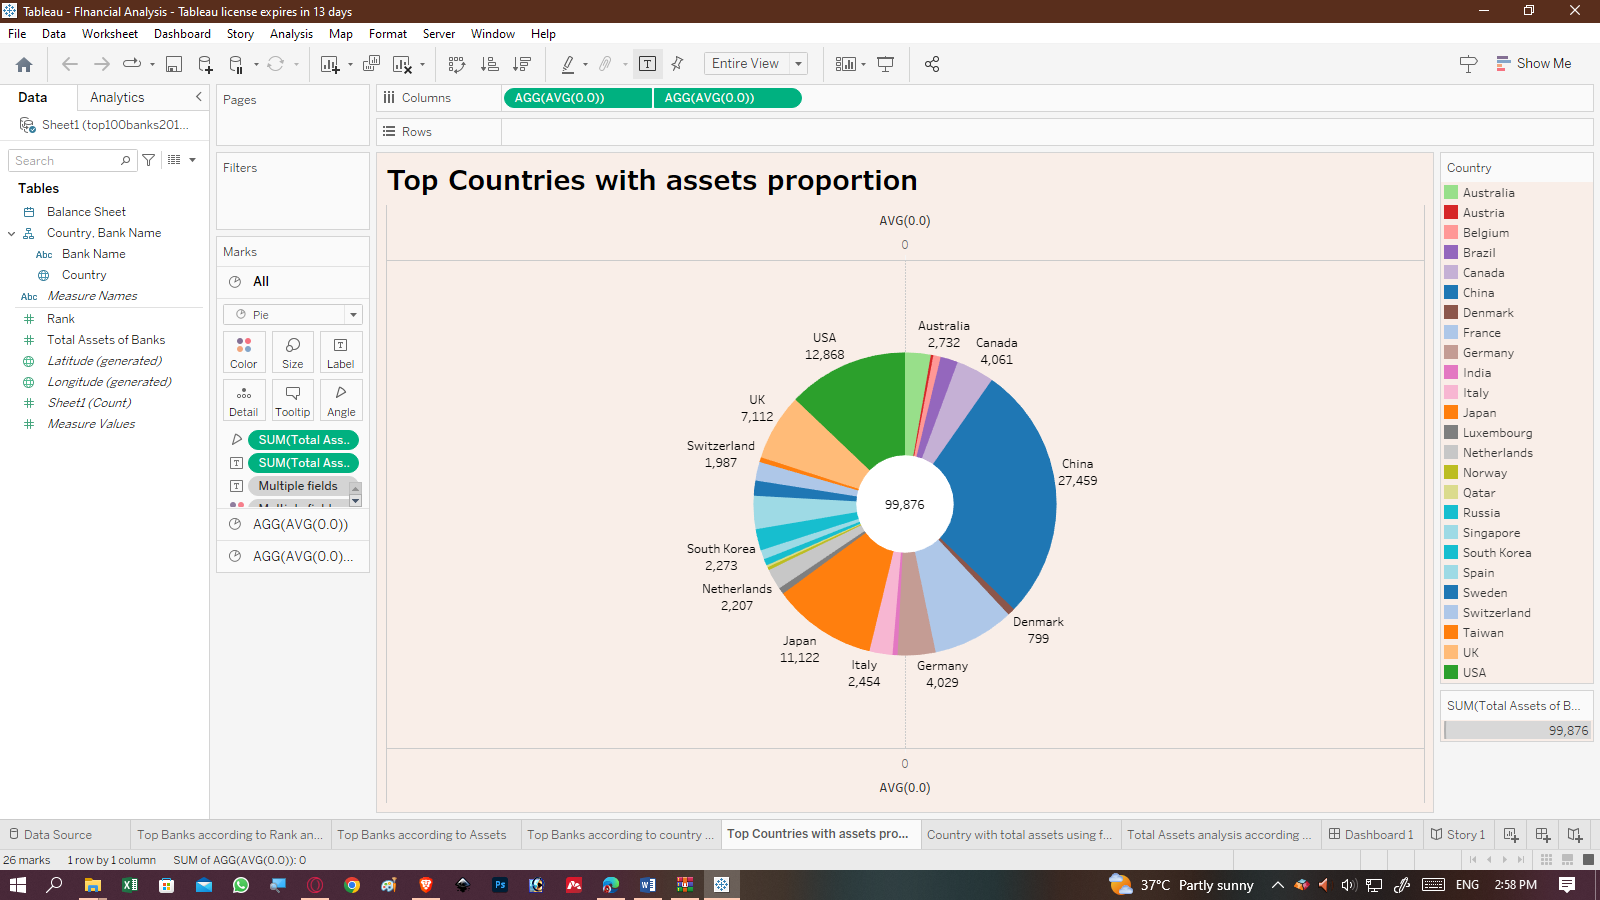 Tableau - FInancial Analysis - Tableau license expires in 13 days
File Data Worksheet Dashboard Story Analysis Map Format Server Window Help
Entire View
Show Me
Data Analytics
Sheet1 (top100banks201...
Search
Tables
Balance Sheet
Country, Bank Name
Abc Bank Name
Country
Abc Measure Names
Rank
Total Assets of Banks
Latitude (generated)
Longitude (generated)
Sheet1 (Count)
Measure Values
Pages
Filters
Marks
All
Pie
Color Size Label
Detail Tooltip Angle
SUM(Total Ass..
SUM(Total Ass..
Multiple fields
AGG(AVG(0.0))
AGG(AVG(0.0)...
Columns AGG(AVG(0.0)) AGG(AVG(0.0))
Rows
Top Countries with assets proportion
AVG(0.0)
0
USA
12,868
Australia
2,732
Canada
4,061
UK
7,112
Switzerland
1,987
China
27,459
99,876
South Korea
2,273
Netherlands
2,207
Japan
11,122
Italy
2,454
Germany
4,029
Denmark
799
0
AVG(0.0)
Country
Australia
Austria
Belgium
Brazil
Canada
China
Denmark
France
Germany
India
Italy
Japan
Luxembourg
Netherlands
Norway
Qatar
Russia
Singapore
South Korea
Spain
Sweden
Switzerland
Taiwan
UK
USA
SUM(Total Assets of B...
99,876
Data Source Top Banks according to Rank an... Top Banks according to Assets Top Banks according to country ... Top Countries with assets pro... Country with total assets using f... Total Assets analysis according ... Dashboard 1 Story 1
26 marks 1 row by 1 column SUM of AGG(AVG(0.0)): 0
37°C Partly sunny ENG 2:58 PM